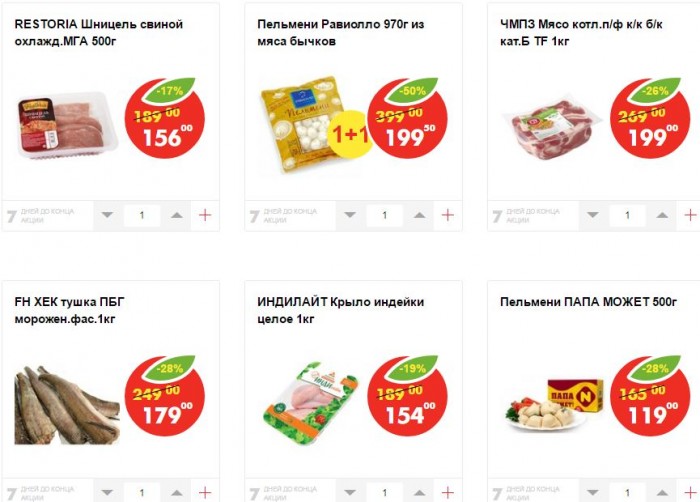 RESTORIA Шницель свиной
охлажд.МГА 500г
-17%
189 00
156 00
7 ДНЕЙ ДО КОНЦА
АКЦИИ
1
Пельмени Равиолло 970г из
мяса бычков
Пельмени
1+1
-50%
399 00
199 50
7 ДНЕЙ ДО КОНЦА
АКЦИИ
1
ЧМПЗ Мясо котл.п/ф к/к б/к
кат.Б TF 1кг
-26%
269 00
199 00
7 ДНЕЙ ДО КОНЦА
АКЦИИ
1
FH ХЕК тушка ПБГ
морожен.фас.1кг
-28%
249 00
179 00
7 ДНЕЙ ДО КОНЦА
АКЦИИ
1
ИНДИЛАЙТ Крыло индейки
целое 1кг
ИНДИ
-19%
189 00
154 00
7 ДНЕЙ ДО КОНЦА
АКЦИИ
1
Пельмени ПАПА МОЖЕТ 500г
ПАПА
-28%
165 00
119 00
7 ДНЕЙ ДО КОНЦА
АКЦИИ
1